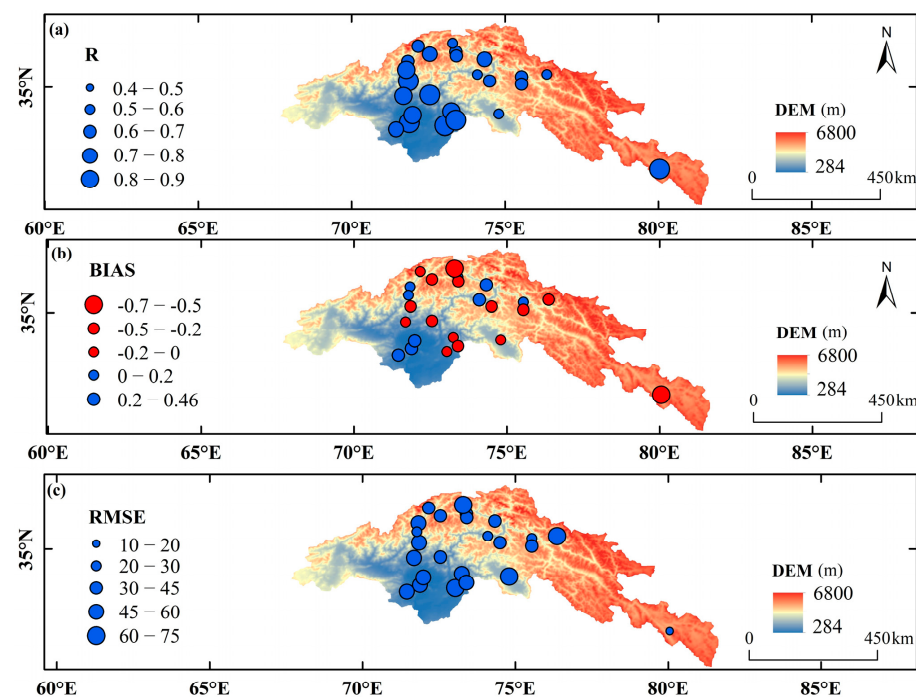 (a)
R
0.4 – 0.5
0.5 – 0.6
0.6 – 0.7
0.7 – 0.8
0.8 – 0.9
35°N
N
DEM (m)
6800
284
0 450km
60°E 65°E 70°E 75°E 80°E 85°E
(b)
BIAS
-0.7 – -0.5
-0.5 – -0.2
-0.2 – 0
0 – 0.2
0.2 – 0.46
35°N
N
DEM (m)
6800
284
0 450km
60°E 65°E 70°E 75°E 80°E 85°E
(c)
RMSE
10 – 20
20 – 30
30 – 45
45 – 60
60 – 75
35°N
DEM (m)
6800
284
0 450km
60°E 65°E 70°E 75°E 80°E 85°E